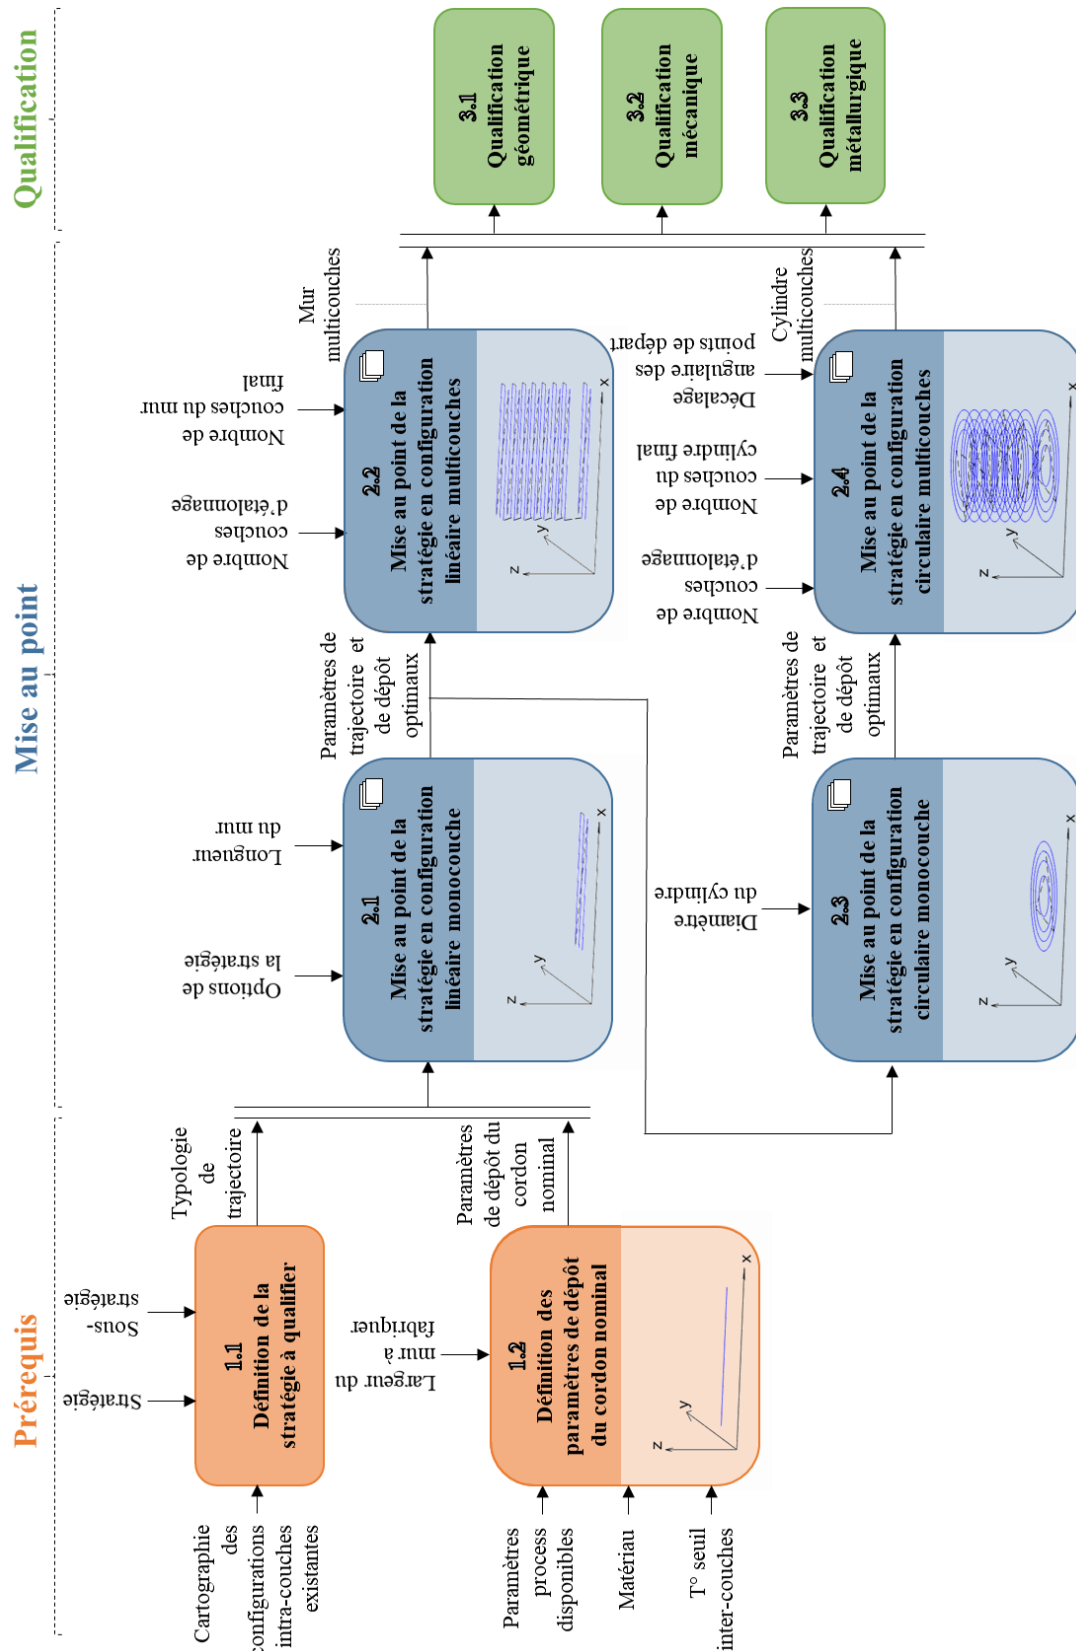 Prérequis
Mise au point
Qualification
Stratégie
Sous-
stratégie
Cartographie
des
configurations
intra-couches
existantes
1.1
Définition de la
stratégie à qualifier
Typologie
de
trajectoire
Largeur du
mur à
fabriquer
Paramètres
process
disponibles
Matériau
T° seuil
inter-couches
1.2
Définition des
paramètres de dépôt
du cordon nominal
z
y
x
Paramètres
de dépôt du
cordon
nominal
Options de
la stratégie
Longueur
du mur
2.1
Mise au point de la
stratégie en configuration
linéaire monocouche
z
y
x
Paramètres de
trajectoire et
de dépôt
optimaux
Nombre de
couches
d'étalonnage
Nombre de
couches du mur
final
2.2
Mise au point de la
stratégie en configuration
linéaire multicouches
z
y
x
Mur
multicouches
Diamètre
du cylindre
2.3
Mise au point de la
stratégie en configuration
circulaire monocouche
z
y
x
Paramètres de
trajectoire et
de dépôt
optimaux
Nombre de
couches
d'étalonnage
Nombre de
couches du
cylindre final
Décalage
angulaire des
points de départ
2.4
Mise au point de la
stratégie en configuration
circulaire multicouches
z
y
x
Cylindre
multicouches
3.1
Qualification
géométrique
3.2
Qualification
mécanique
3.3
Qualification
métallurgique